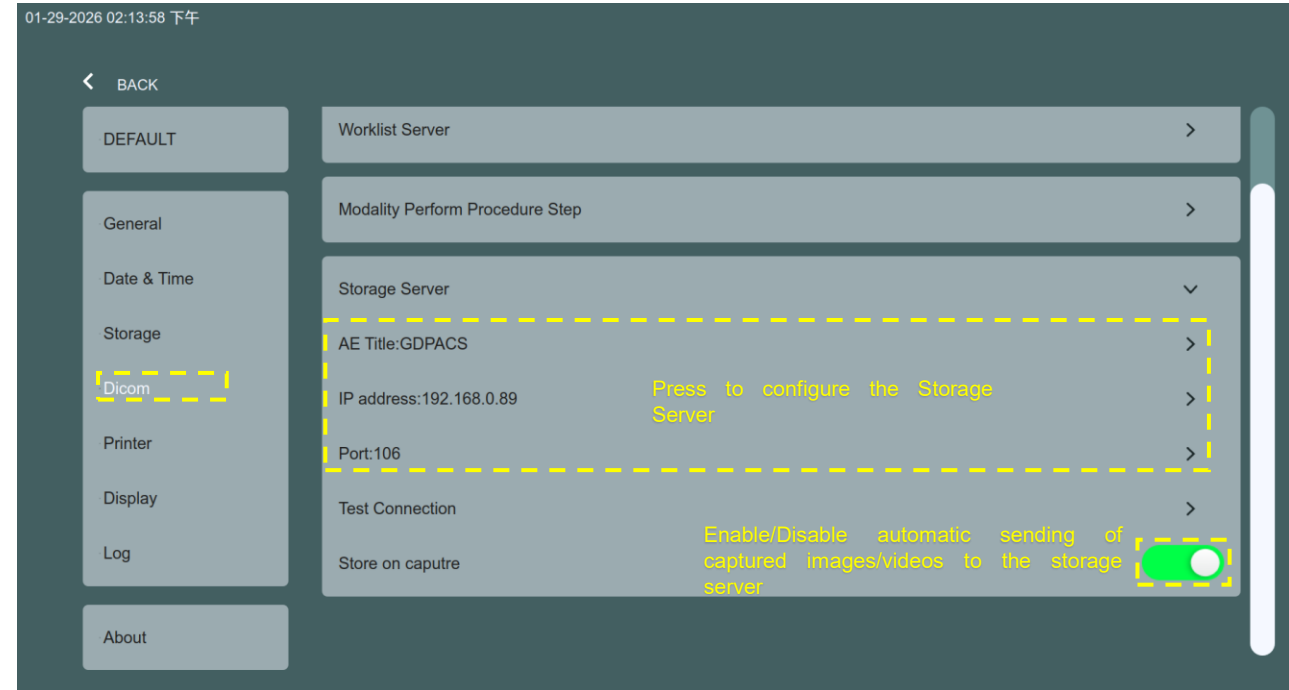 01-29-2026 02:13:58 下午
BACK
DEFAULT
General
Date & Time
Storage
Dicom
Printer
Display
Log
About
Worklist Server
Modality Perform Procedure Step
Storage Server
AE Title:GDPACS
IP address:192.168.0.89
Port:106
Press to configure the Storage
Server
Test Connection
Store on caputre
Enable/Disable automatic sending of
captured images/videos to the storage
server